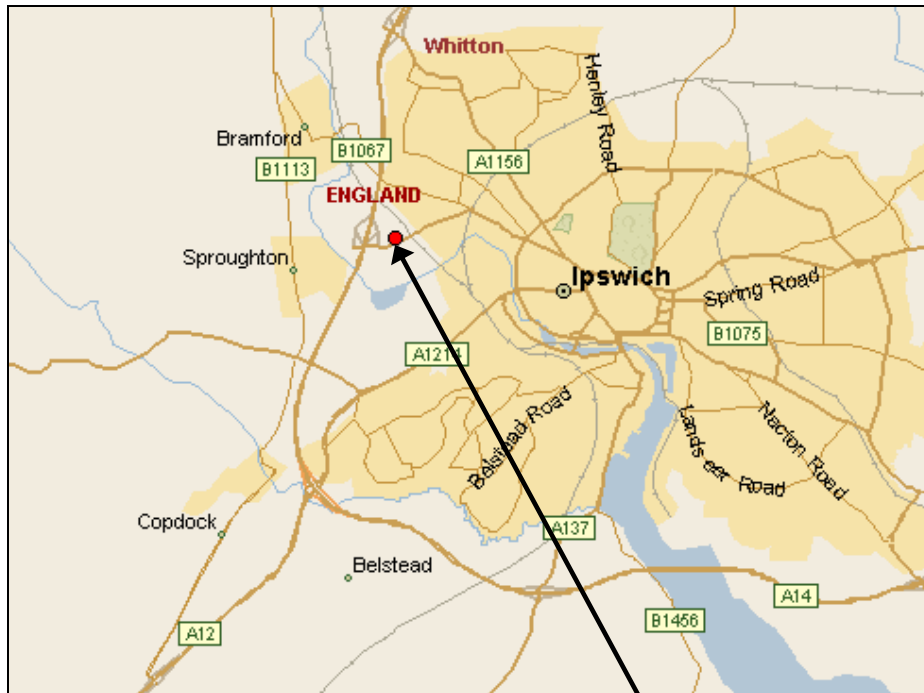 Whitton
Henley Road
Bramford
B1067
A1156
B1113
ENGLAND
Sproughton
Ipswich
Spring Road
B1075
A1214
Belstead Road
Nacton Road
Landseer Road
Copdock
A137
Belstead
A14
B1456
A12